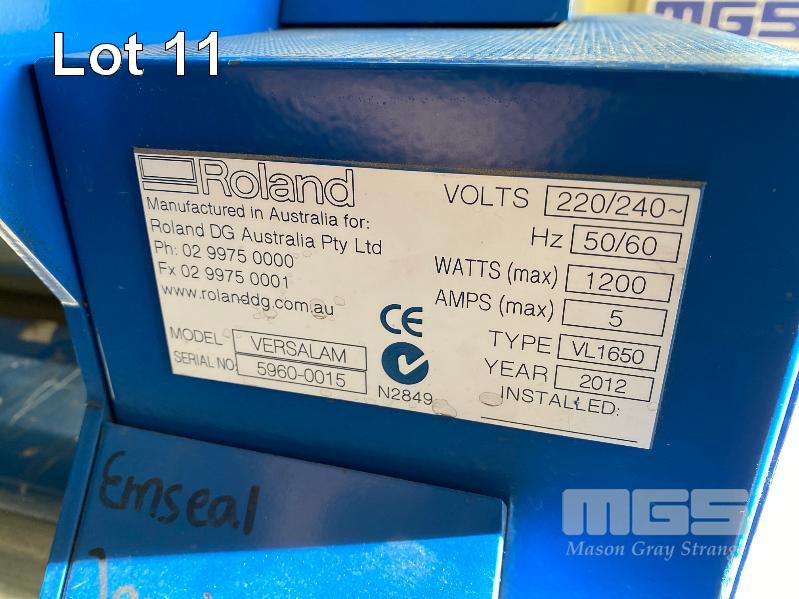 Lot 11
MGS
Roland
Manufactured in Australia for:
Roland DG Australia Pty Ltd
Ph: 02 9975 0000
Fx 02 9975 0001
www.rolanddg.com.au
MODEL VERSALAM
SERIAL NO: 5960-0015
CE
N2849
VOLTS 220/240~
Hz 50/60
WATTS (max) 1200
AMPS (max) 5
TYPE VL1650
YEAR 2012
INSTALLED:
Emseal
MGS
Mason Gray Strange